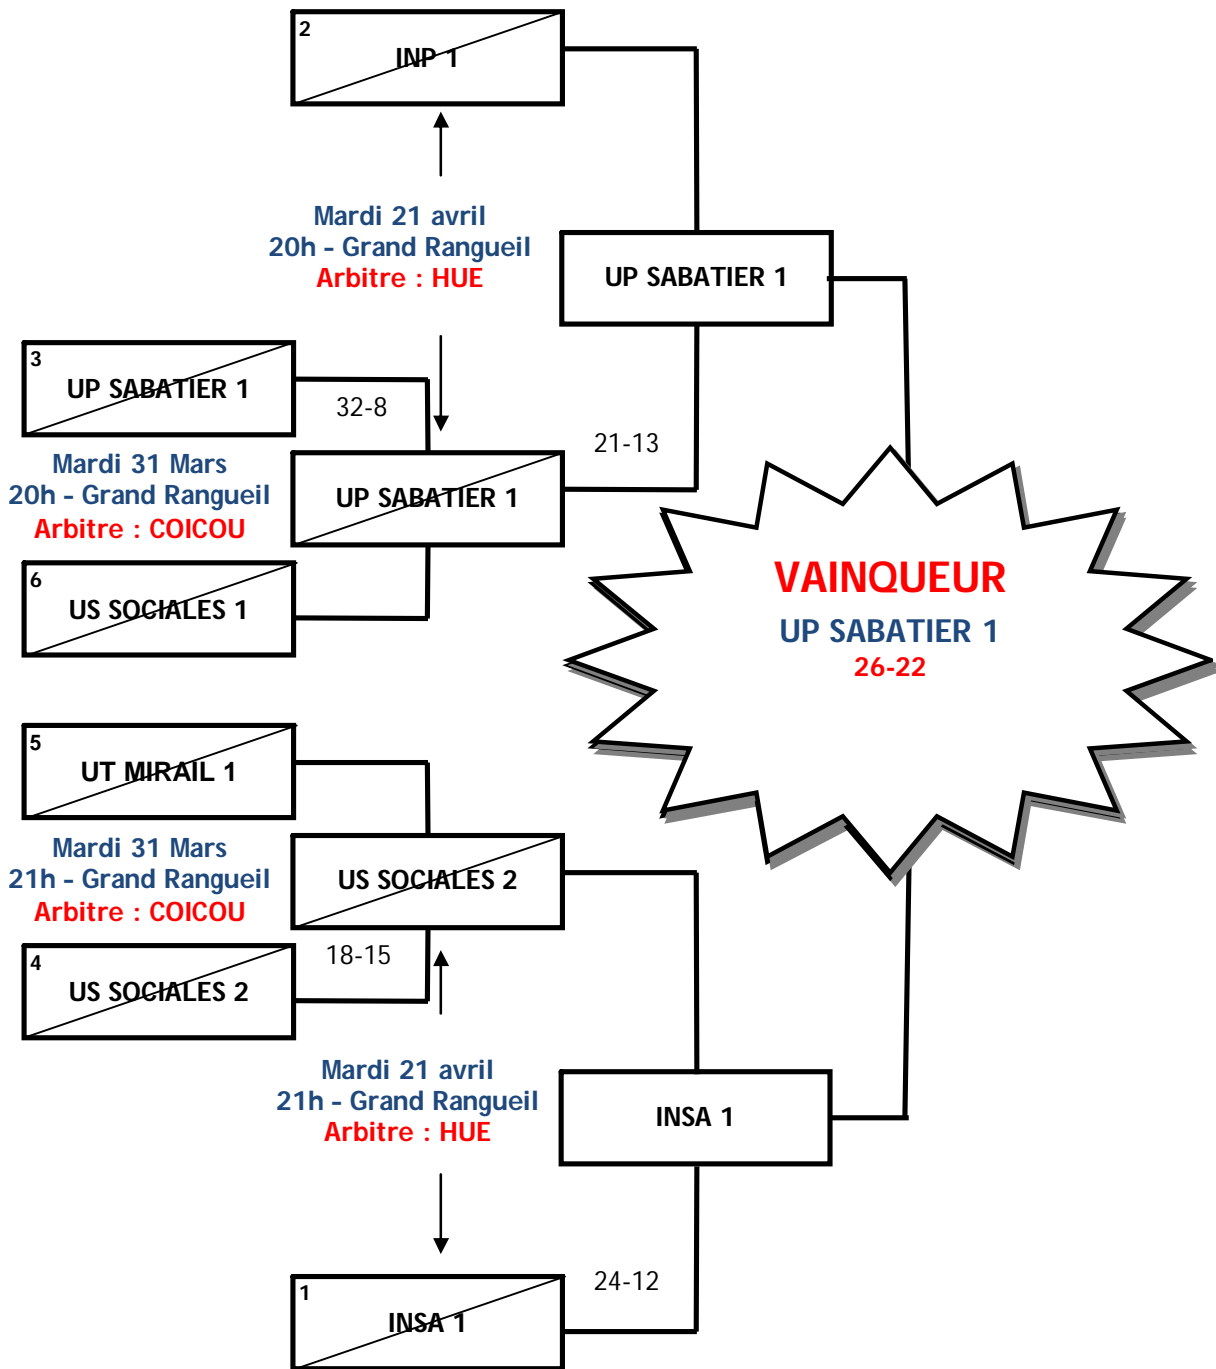 2
INP 1
Mardi 21 avril
20h - Grand Rangueil
Arbitre : HUE
UP SABATIER 1
3
UP SABATIER 1
32-8
21-13
Mardi 31 Mars
20h - Grand Rangueil
Arbitre : COICOU
UP SABATIER 1
6
US SOCIALES 1
VAINQUEUR
UP SABATIER 1
26-22
5
UT MIRAIL 1
Mardi 31 Mars
21h - Grand Rangueil
Arbitre : COICOU
US SOCIALES 2
4
US SOCIALES 2
18-15
Mardi 21 avril
21h - Grand Rangueil
Arbitre : HUE
INSA 1
1
INSA 1
24-12